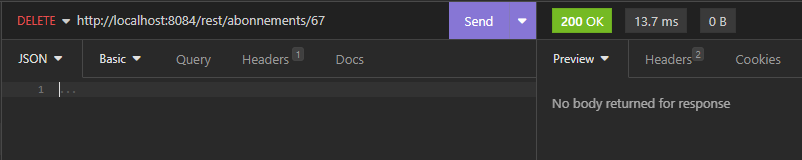 DELETE http://localhost:8084/rest/abonnements/67 Send 200 OK 13.7 ms 0 B
JSON Basic Query Headers 1 Docs Preview Headers 2 Cookies
1 ...
No body returned for response